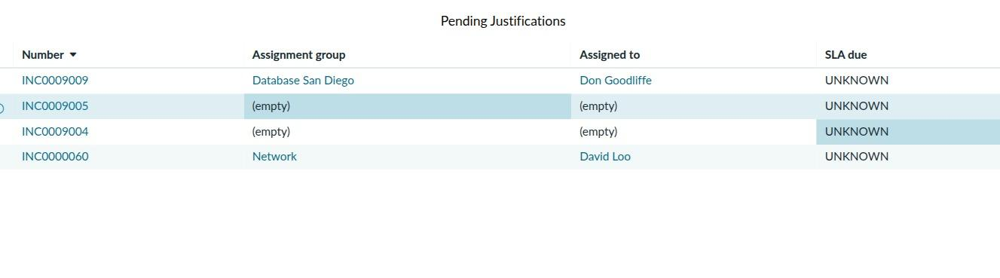 Pending Justifications
Number Assignment group Assigned to SLA due
INC0009009 Database San Diego Don Goodliffe UNKNOWN
INC0009005 (empty) (empty) UNKNOWN
INC0009004 (empty) (empty) UNKNOWN
INC0000060 Network David Loo UNKNOWN